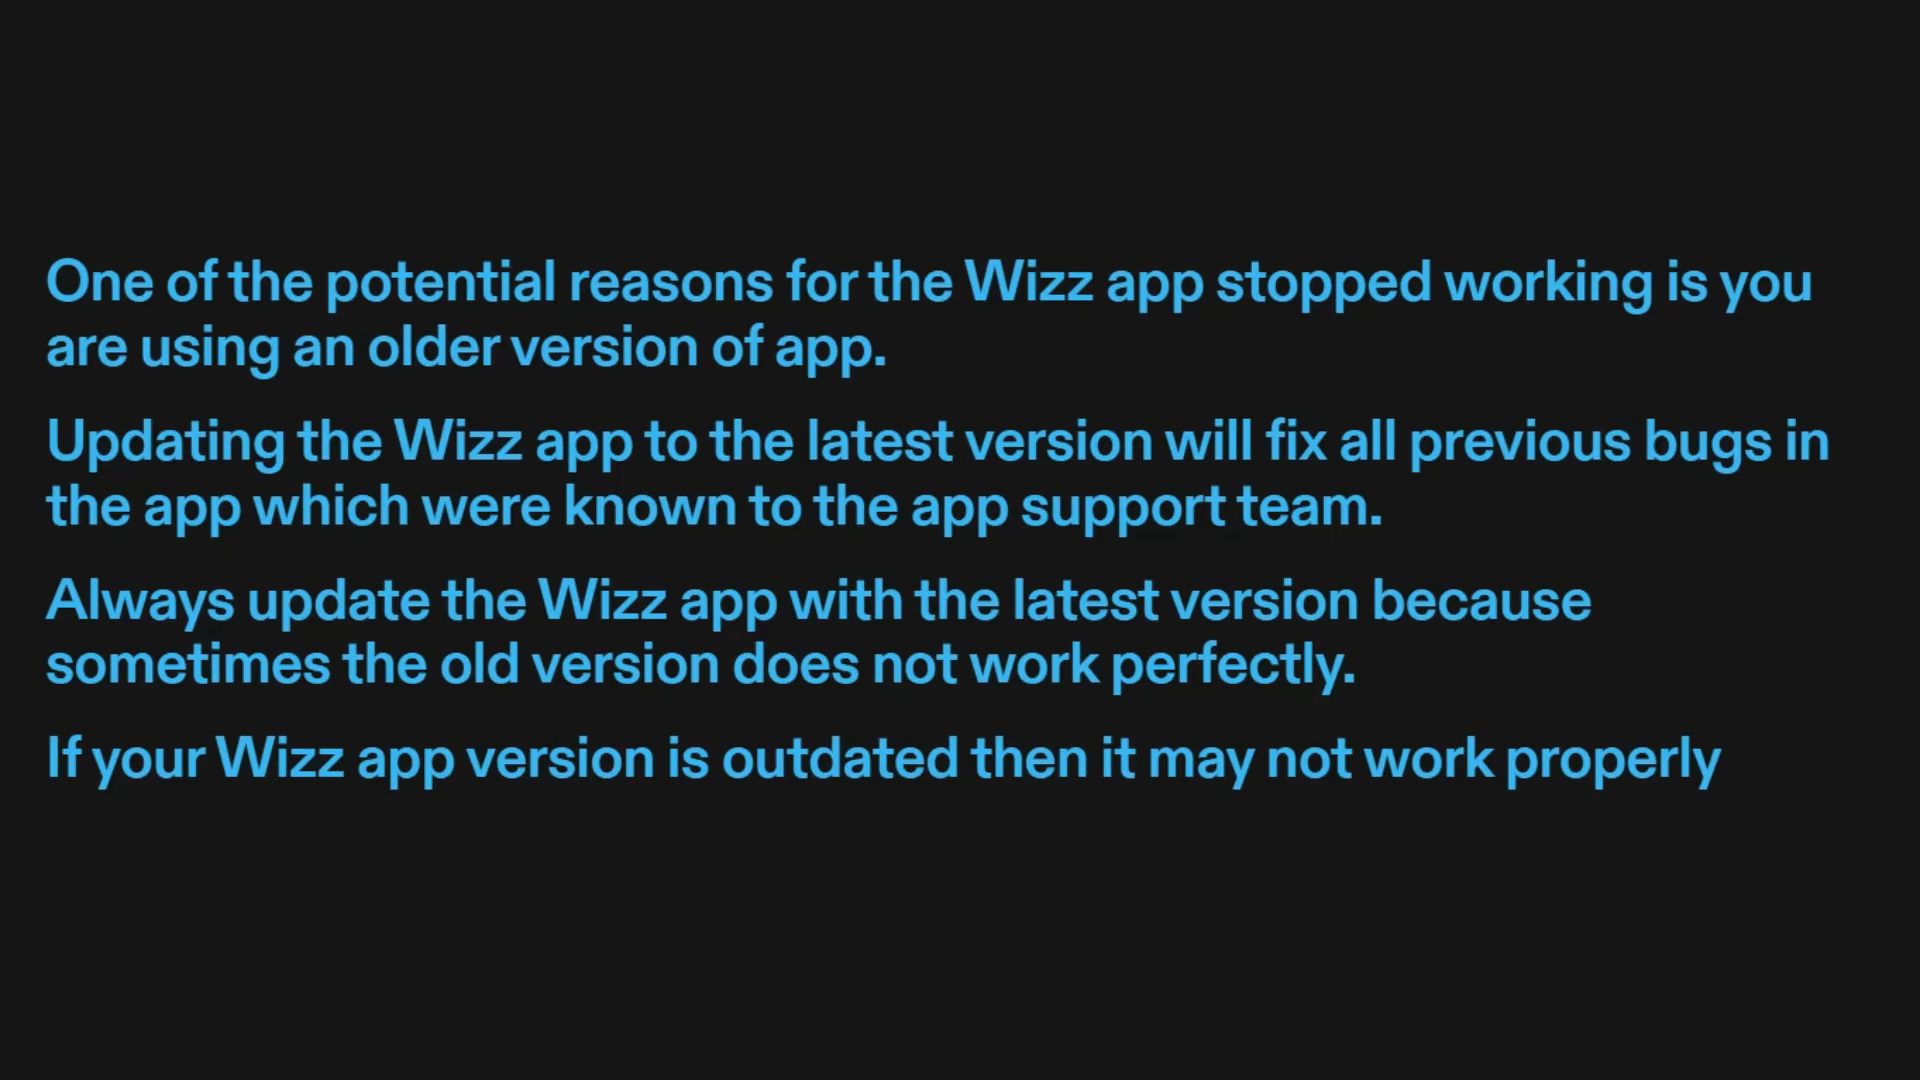 One of the potential reasons for the Wizz app stopped working is you
are using an older version of app.
Updating the Wizz app to the latest version will fix all previous bugs in
the app which were known to the app support team.
Always update the Wizz app with the latest version because
sometimes the old version does not work perfectly.
If your Wizz app version is outdated then it may not work properly